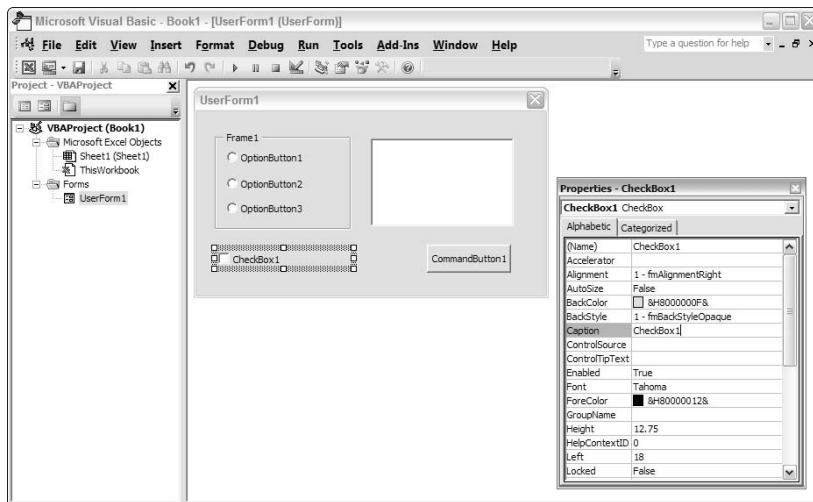 Microsoft Visual Basic - Book1 - [UserForm1 (UserForm)]
File Edit View Insert Format Debug Run Tools Add-Ins Window Help
Type a question for help
Project - VBAProject
VBAProject (Book1)
Microsoft Excel Objects
Sheet1 (Sheet1)
ThisWorkbook
Forms
UserForm1
UserForm1
Frame1
OptionButton1
OptionButton2
OptionButton3
CheckBox1
CommandButton1
Properties - CheckBox1
CheckBox1 CheckBox
Alphabetic Categorized
(Name) CheckBox1
Accelerator
Alignment 1 - fmAlignmentRight
AutoSize False
BackColor &H8000000F&
BackStyle 1 - fmBackStyleOpaque
Caption CheckBox1
ControlSource
ControlTipText
Enabled True
Font Tahoma
ForeColor &H80000012&
GroupName
Height 12.75
HelpContextID 0
Left 18
Locked False